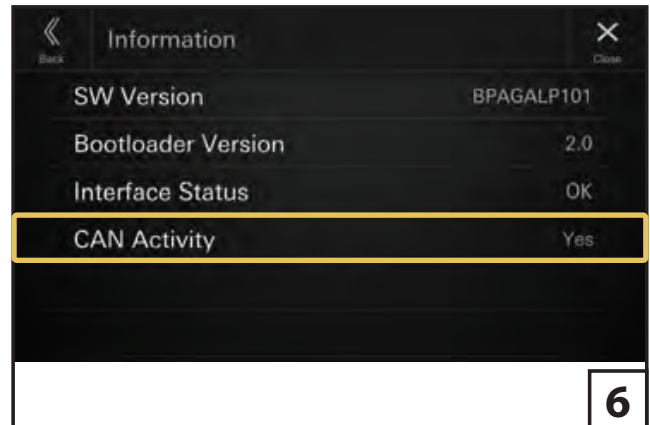 Information
Back
Close
SW Version BPAGALP101
Bootloader Version 2.0
Interface Status OK
CAN Activity Yes
6